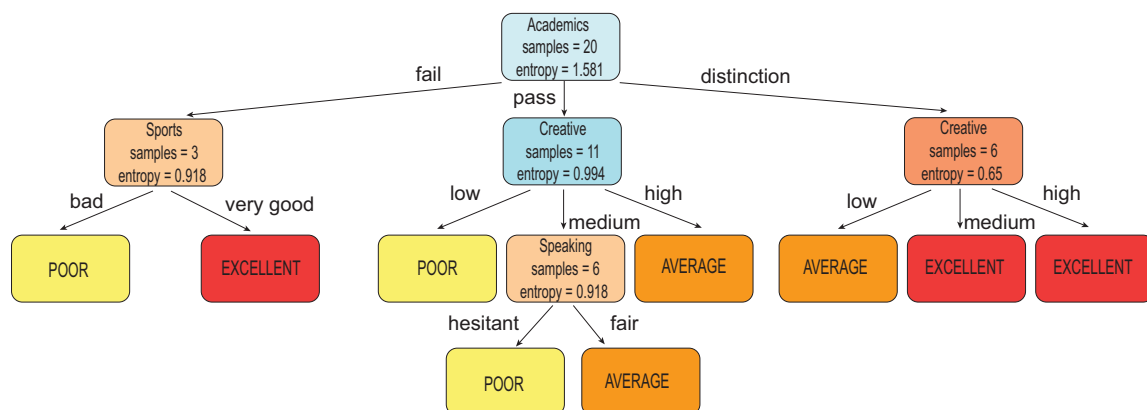 Academics
samples = 20
entropy = 1.581
fail
pass
distinction
Sports
samples = 3
entropy = 0.918
Creative
samples = 11
entropy = 0.994
Creative
samples = 6
entropy = 0.65
bad
very good
low
medium
high
low
medium
high
POOR
EXCELLENT
POOR
Speaking
samples = 6
entropy = 0.918
AVERAGE
AVERAGE
EXCELLENT
EXCELLENT
hesitant
fair
POOR
AVERAGE